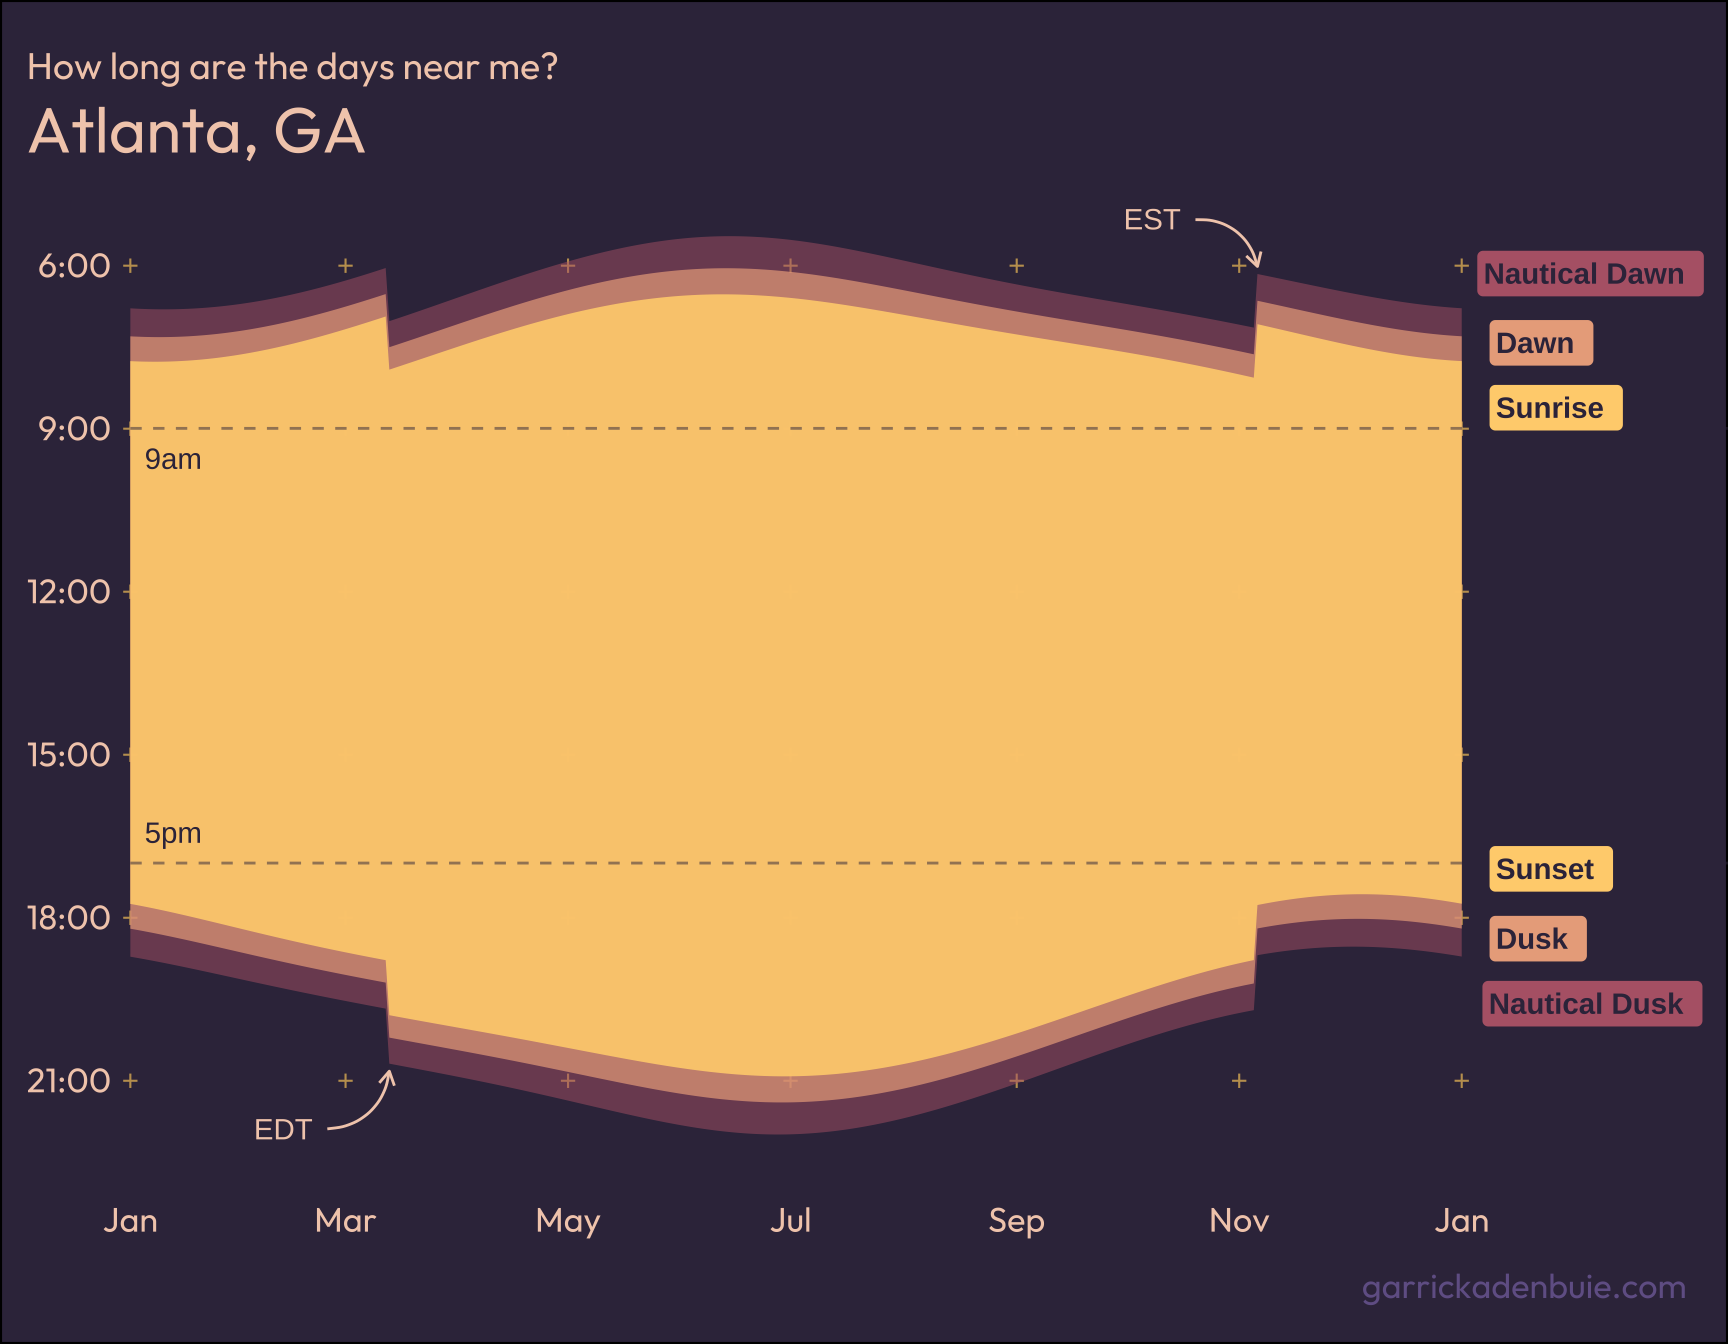 How long are the days near me?
Atlanta, GA
EST
6:00
Nautical Dawn
Dawn
Sunrise
9:00
9am
12:00
15:00
5pm
Sunset
18:00
Dusk
Nautical Dusk
21:00
EDT
Jan Mar May Jul Sep Nov Jan
garrickadenbuie.com